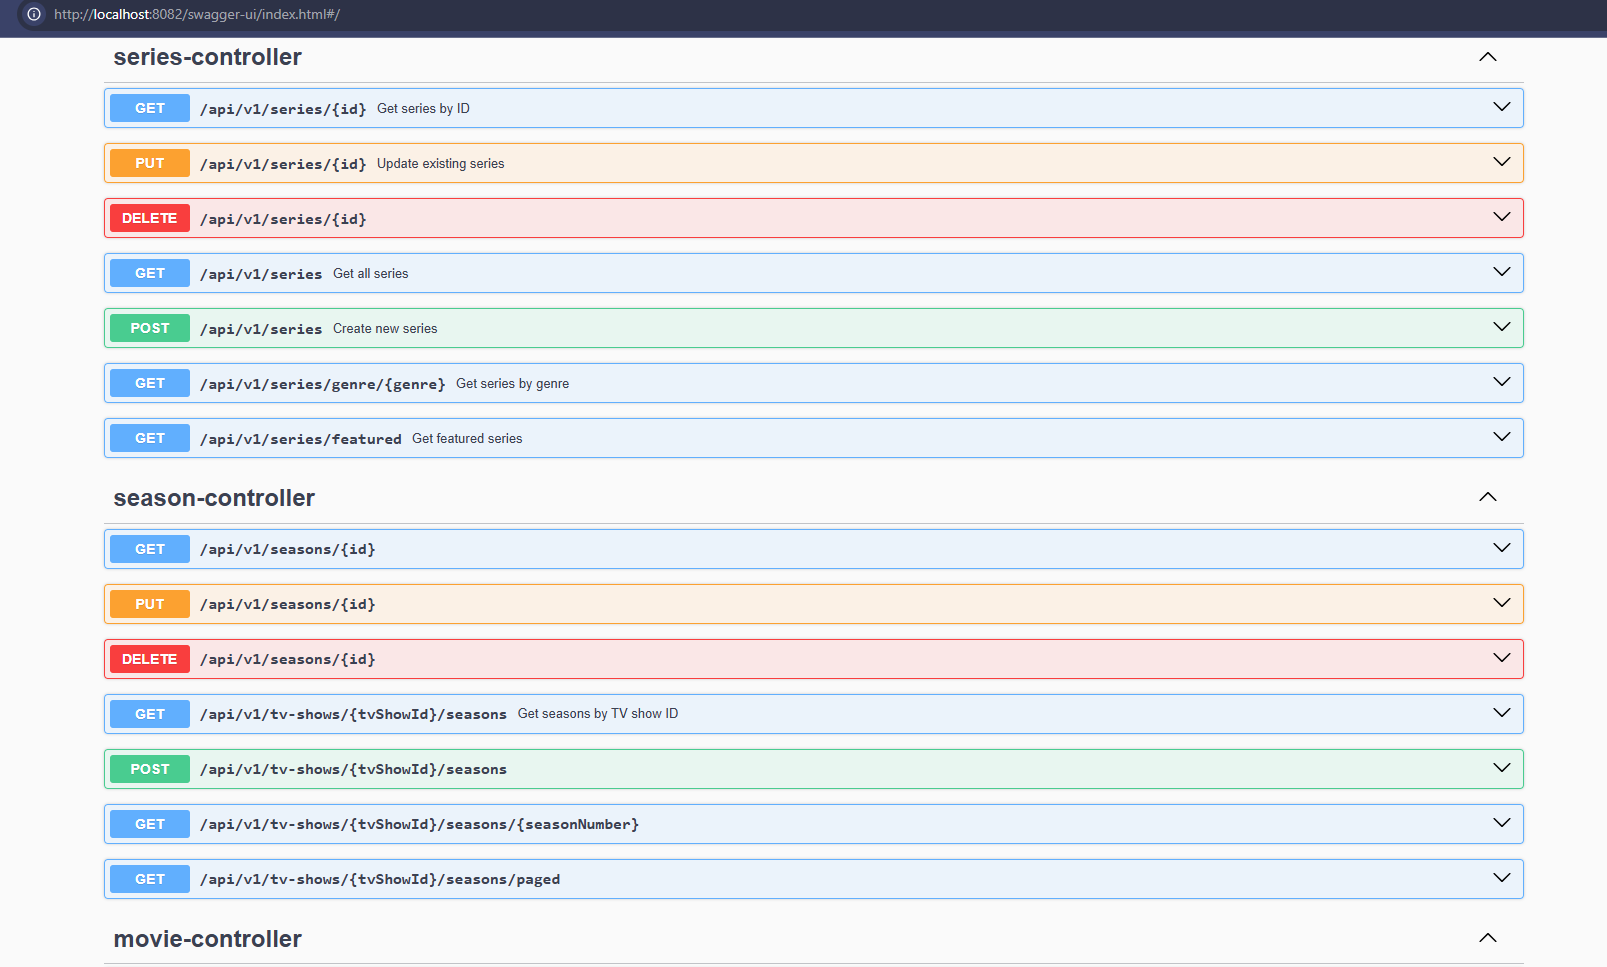 http://localhost:8082/swagger-ui/index.html#/
series-controller
GET /api/v1/series/{id} Get series by ID
PUT /api/v1/series/{id} Update existing series
DELETE /api/v1/series/{id}
GET /api/v1/series Get all series
POST /api/v1/series Create new series
GET /api/v1/series/genre/{genre} Get series by genre
GET /api/v1/series/featured Get featured series
season-controller
GET /api/v1/seasons/{id}
PUT /api/v1/seasons/{id}
DELETE /api/v1/seasons/{id}
GET /api/v1/tv-shows/{tvShowId}/seasons Get seasons by TV show ID
POST /api/v1/tv-shows/{tvShowId}/seasons
GET /api/v1/tv-shows/{tvShowId}/seasons/{seasonNumber}
GET /api/v1/tv-shows/{tvShowId}/seasons/paged
movie-controller